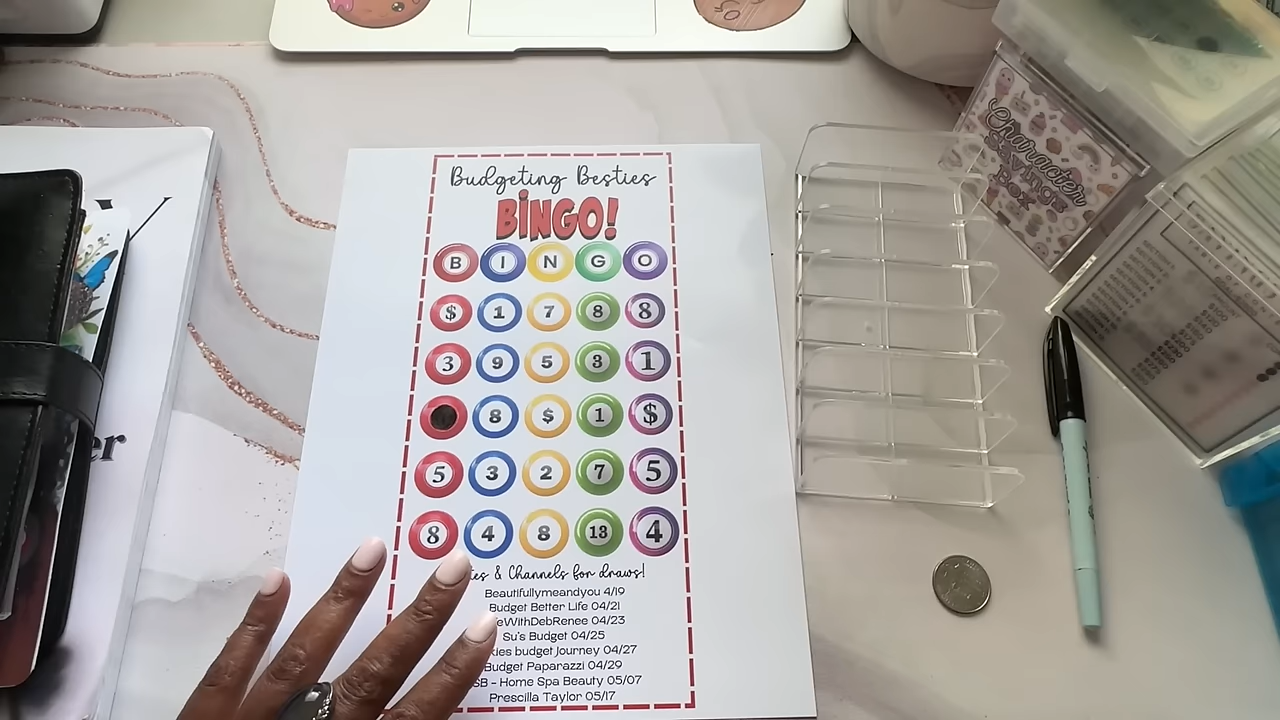 Budgeting Besties
BINGO!
B I N G O
$ 1 7 8 8
3 9 5 3 1
8 $ 1 $
5 3 2 7 5
8 4 8 13 4
& Channels for draws!
Beautifullymeandyou 4/19
Budget Better Life 04/21
eWithDebRenee 04/23
Su's Budget 04/25
kies budget Journey 04/27
Budget Paparazzi 04/29
SB - Home Spa Beauty 05/07
Prescilla Taylor 05/17
er
Character
Savings
Box